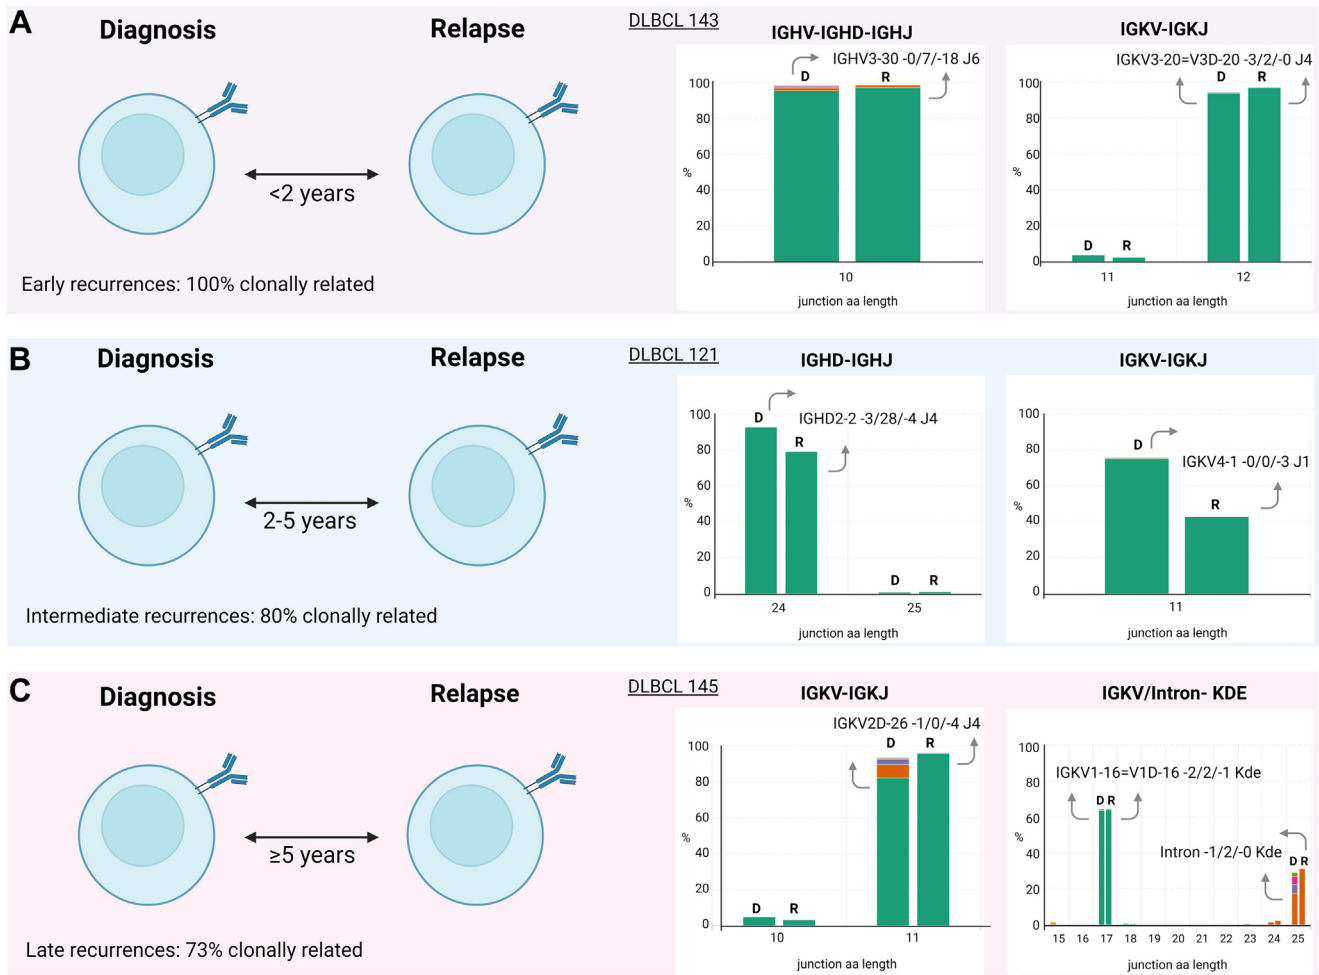 A
Diagnosis
Relapse
<2 years
Early recurrences: 100% clonally related
DLBCL 143
IGHV-IGHD-IGHJ
IGHV3-30 -0/7/-18 J6
D
R
100
80
60
%
40
20
0
10
junction aa length
IGKV-IGKJ
IGKV3-20=V3D-20 -3/2/-0 J4
D
R
100
80
60
%
40
20
0
D
R
11
12
junction aa length
B
Diagnosis
Relapse
2-5 years
Intermediate recurrences: 80% clonally related
DLBCL 121
IGHD-IGHJ
D
IGHD2-2 -3/28/-4 J4
R
100
80
60
%
40
20
0
D
R
24
25
junction aa length
IGKV-IGKJ
D
IGKV4-1 -0/0/-3 J1
R
100
80
60
%
40
20
0
11
junction aa length
C
Diagnosis
Relapse
≥5 years
Late recurrences: 73% clonally related
DLBCL 145
IGKV-IGKJ
IGKV2D-26 -1/0/-4 J4
D
R
100
80
60
%
40
20
0
D
R
10
11
junction aa length
IGKV/Intron- KDE
100
IGKV1-16=V1D-16 -2/2/-1 Kde
80
D R
60
%
40
Intron -1/2/-0 Kde
D R
20
0
15 16 17 18 19 20 21 22 23 24 25
junction aa length